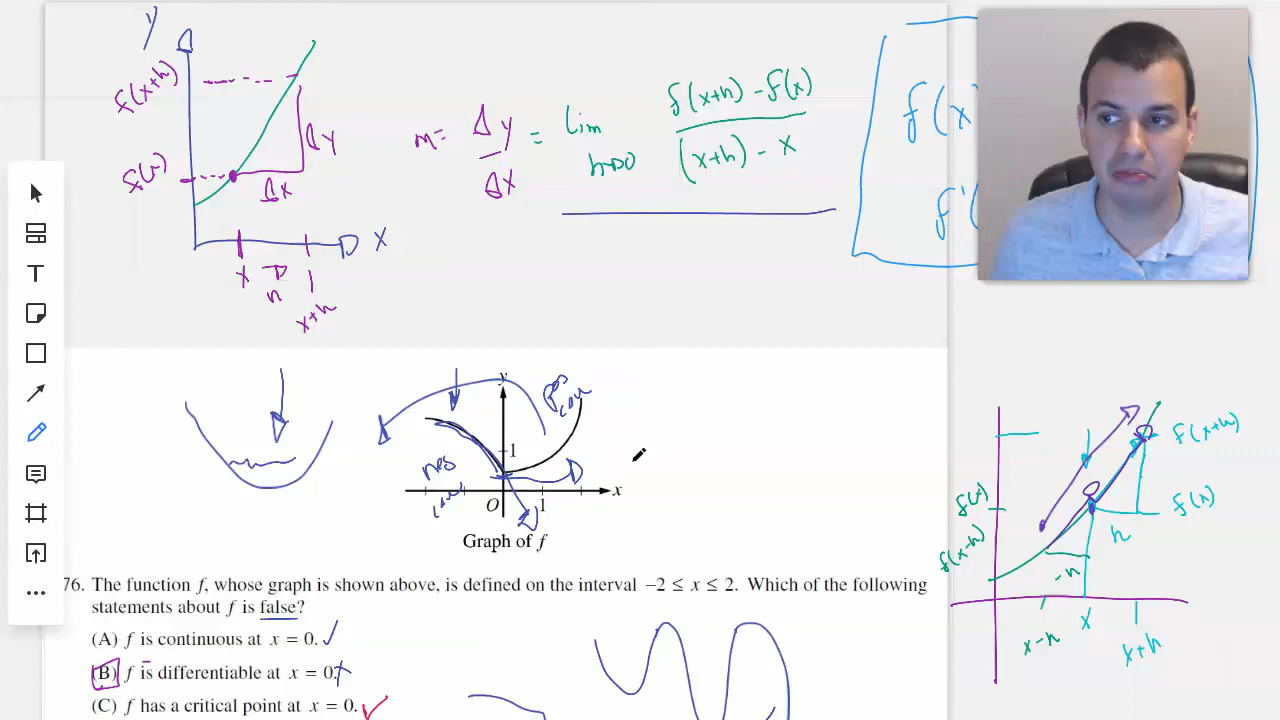 y
f(x+h)
f(x)
Δy
Δx
x
x
h
x+h
m = Δy / Δx = lim h→0 f(x+h) - f(x) / (x+h) - x
f(x
f'(
y
1
O
1
x
Graph of f
f(x+h)
f(x)
f(x)
f(x-h)
h
-h
x-h
x
x+h
T
76. The function f, whose graph is shown above, is defined on the interval −2 ≤ x ≤ 2. Which of the following
statements about f is false?
(A) f is continuous at x = 0.
(B) f is differentiable at x = 0.
(C) f has a critical point at x = 0.